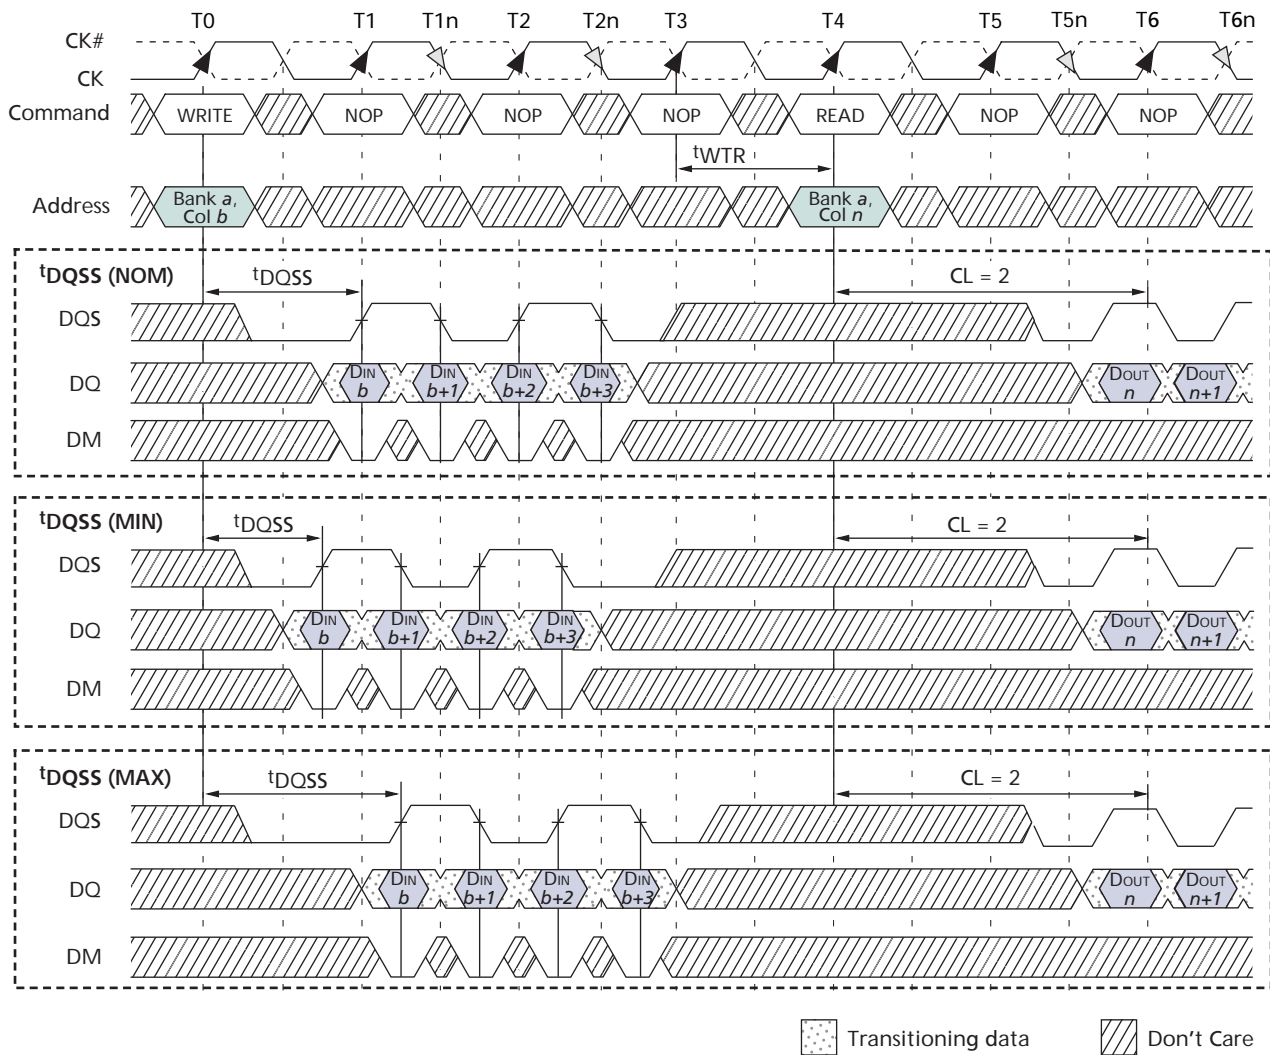 T0 T1 T1n T2 T2n T3 T4 T5 T5n T6 T6n
CK#
CK
Command WRITE NOP NOP NOP READ NOP NOP
tWTR
Address Bank a, Col b Bank a, Col n
tDQSS (NOM) tDQSS CL = 2
DQS
DQ DIN b DIN b+1 DIN b+2 DIN b+3 DOUT n DOUT n+1
DM
tDQSS (MIN) tDQSS CL = 2
DQS
DQ DIN b DIN b+1 DIN b+2 DIN b+3 DOUT n DOUT n+1
DM
tDQSS (MAX) tDQSS CL = 2
DQS
DQ DIN b DIN b+1 DIN b+2 DIN b+3 DOUT n DOUT n+1
DM
Transitioning data Don't Care